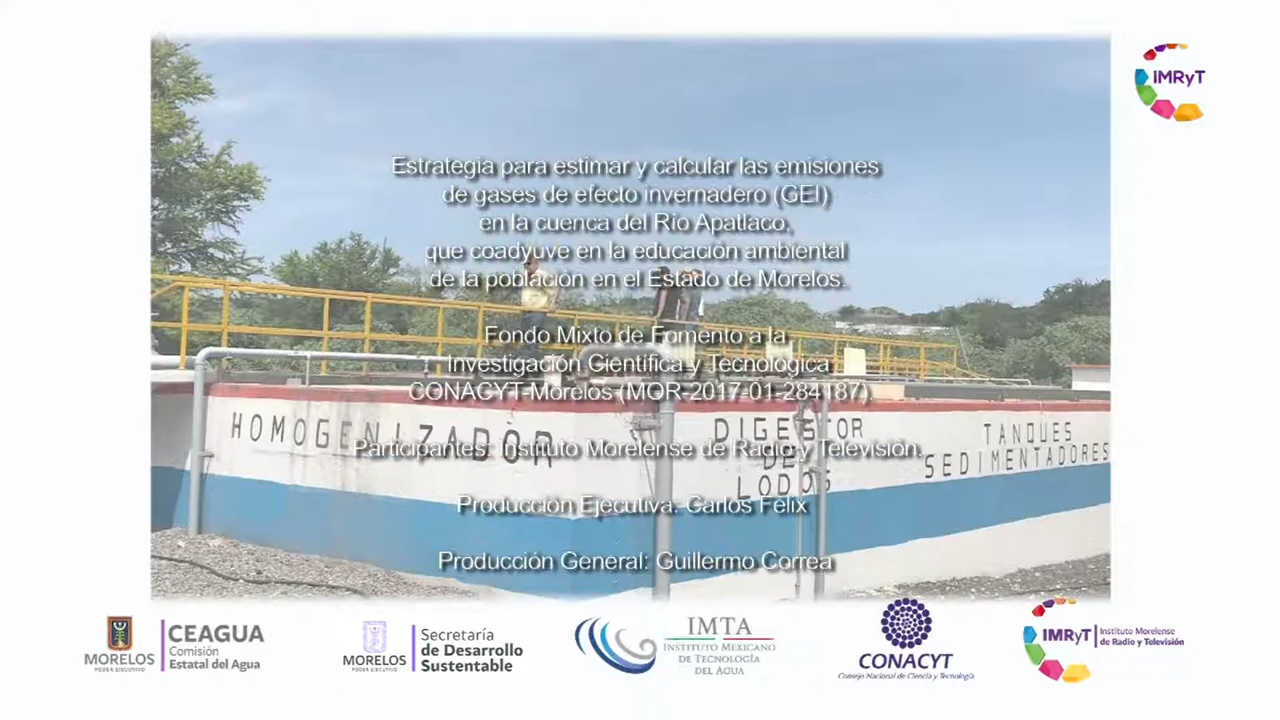 IMRyT
Estrategia para estimar y calcular las emisiones
de gases de efecto invernadero (GEI)
en la cuenca del Río Apatlaco,
que coadyuve en la educación ambiental
de la población en el Estado de Morelos.
Fondo Mixto de Fomento a la
Investigación Científica y Tecnológica
CONACYT-Morelos (MOR-2017-01-284187).
HOMOGENIZADOR
DIGESTOR
DE
LODOS
TANQUES
SEDIMENTADORES
Participantes: Instituto Morelense de Radio y Televisión.
Producción Ejecutiva: Carlos Félix
Producción General: Guillermo Correa
MORELOS
PODER EJECUTIVO
CEAGUA
Comisión
Estatal del Agua
MORELOS
PODER EJECUTIVO
Secretaría
de Desarrollo
Sustentable
IMTA
INSTITUTO MEXICANO
DE TECNOLOGÍA
DEL AGUA
CONACYT
Consejo Nacional de Ciencia y Tecnología
IMRyT
Instituto Morelense
de Radio y Televisión